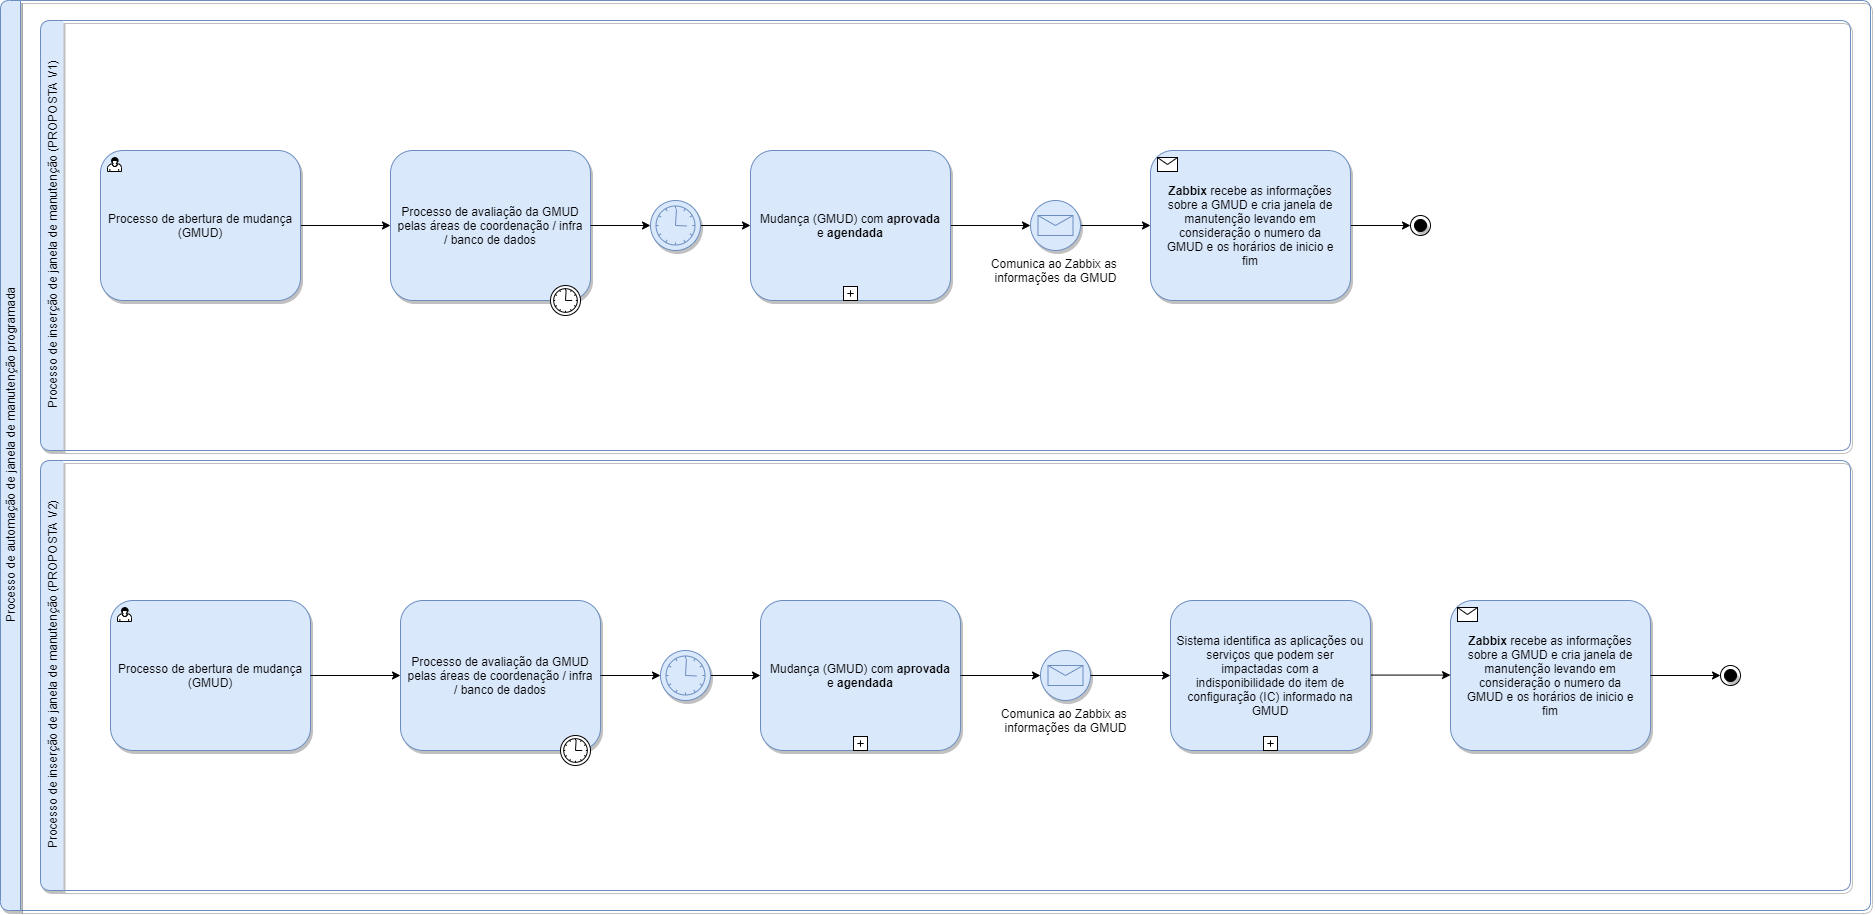 Processo de automação de janela de manutenção programada
Processo de inserção de janela de manutenção (PROPOSTA V1)
Processo de abertura de mudança
(GMUD)
Processo de avaliação da GMUD
pelas áreas de coordenação / infra
/ banco de dados
Mudança (GMUD) com aprovada
e agendada
Comunica ao Zabbix as
informações da GMUD
Zabbix recebe as informações
sobre a GMUD e cria janela de
manutenção levando em
consideração o numero da
GMUD e os horários de inicio e
fim
Processo de inserção de janela de manutenção (PROPOSTA V2)
Processo de abertura de mudança
(GMUD)
Processo de avaliação da GMUD
pelas áreas de coordenação / infra
/ banco de dados
Mudança (GMUD) com aprovada
e agendada
Comunica ao Zabbix as
informações da GMUD
Sistema identifica as aplicações ou
serviços que podem ser
impactadas com a
indisponibilidade do item de
configuração (IC) informado na
GMUD
Zabbix recebe as informações
sobre a GMUD e cria janela de
manutenção levando em
consideração o numero da
GMUD e os horários de inicio e
fim